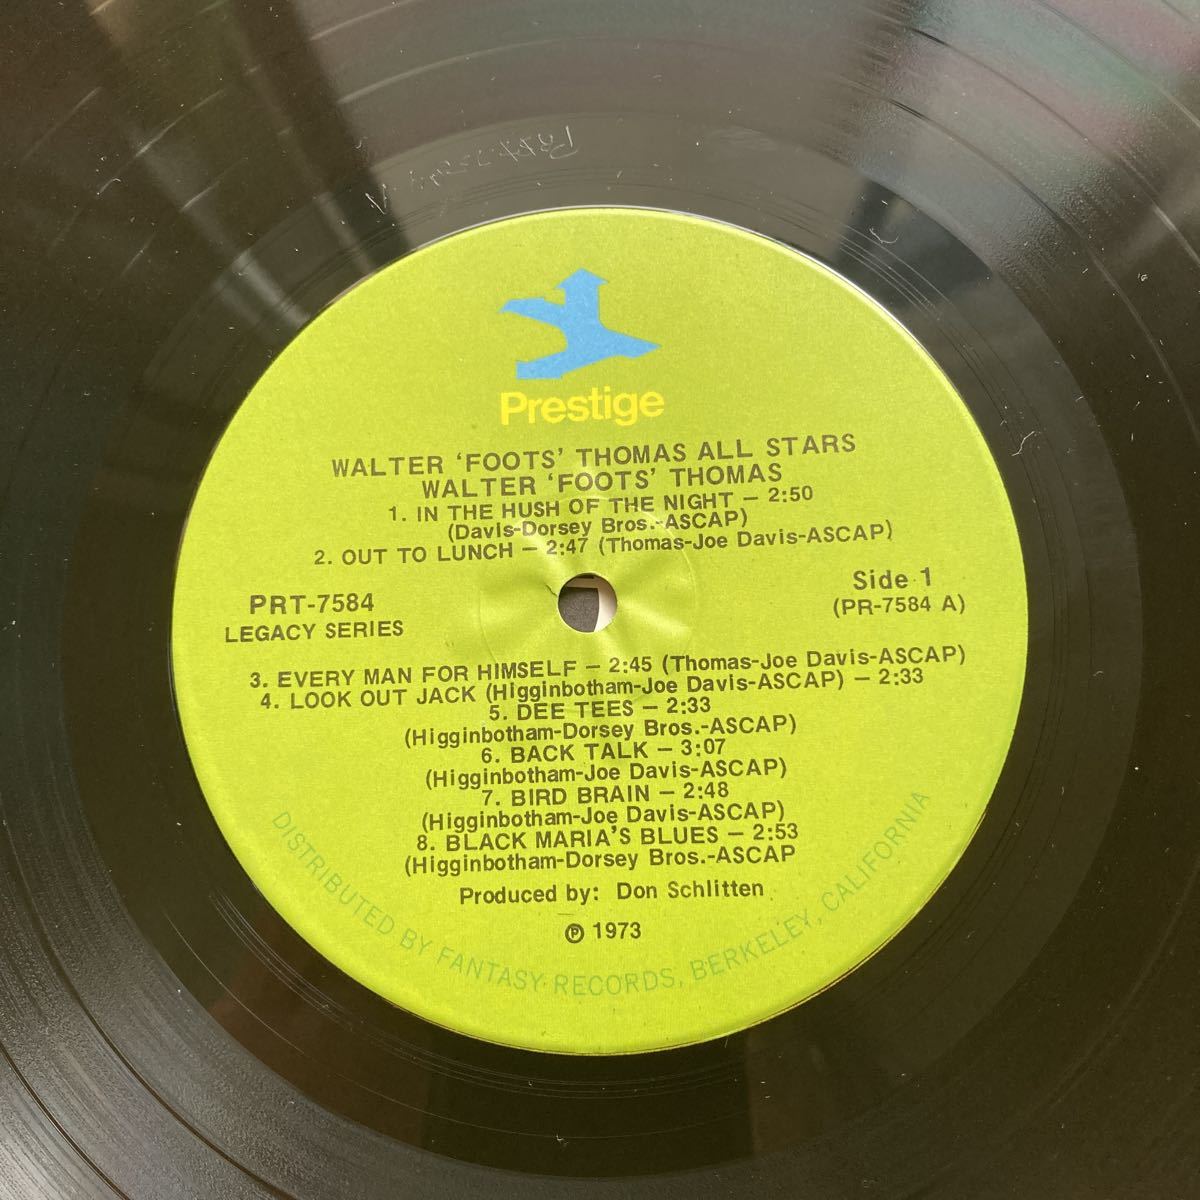 Prestige
WALTER ‘FOOTS’ THOMAS ALL STARS
WALTER ‘FOOTS’ THOMAS
1. IN THE HUSH OF THE NIGHT — 2:50
(Davis-Dorsey Bros.-ASCAP)
2. OUT TO LUNCH — 2:47 (Thomas-Joe Davis-ASCAP)
PRT-7584
LEGACY SERIES
Side 1
(PR-7584 A)
3. EVERY MAN FOR HIMSELF — 2:45 (Thomas-Joe Davis-ASCAP)
4. LOOK OUT JACK (Higginbotham-Joe Davis-ASCAP) — 2:33
5. DEE TEES — 2:33
(Higginbotham-Dorsey Bros.-ASCAP)
6. BACK TALK — 3:07
(Higginbotham-Joe Davis-ASCAP)
7. BIRD BRAIN — 2:48
(Higginbotham-Joe Davis-ASCAP)
8. BLACK MARIA’S BLUES — 2:53
(Higginbotham-Dorsey Bros.-ASCAP
Produced by: Don Schlitten
℗ 1973
DISTRIBUTED BY FANTASY RECORDS, BERKELEY, CALIFORNIA